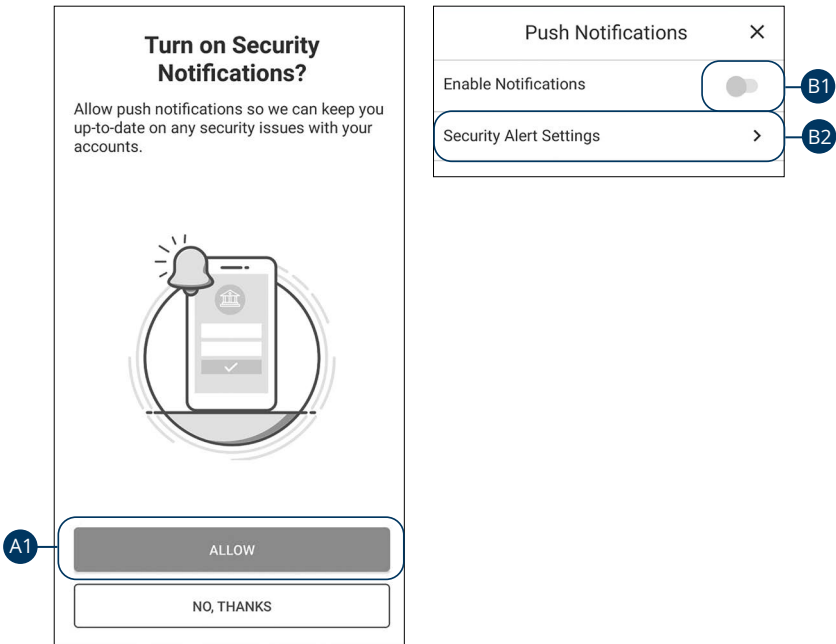 Turn on Security
Notifications?
Allow push notifications so we can keep you
up-to-date on any security issues with your
accounts.
A1
ALLOW
NO, THANKS
Push Notifications
Enable Notifications
B1
Security Alert Settings
B2